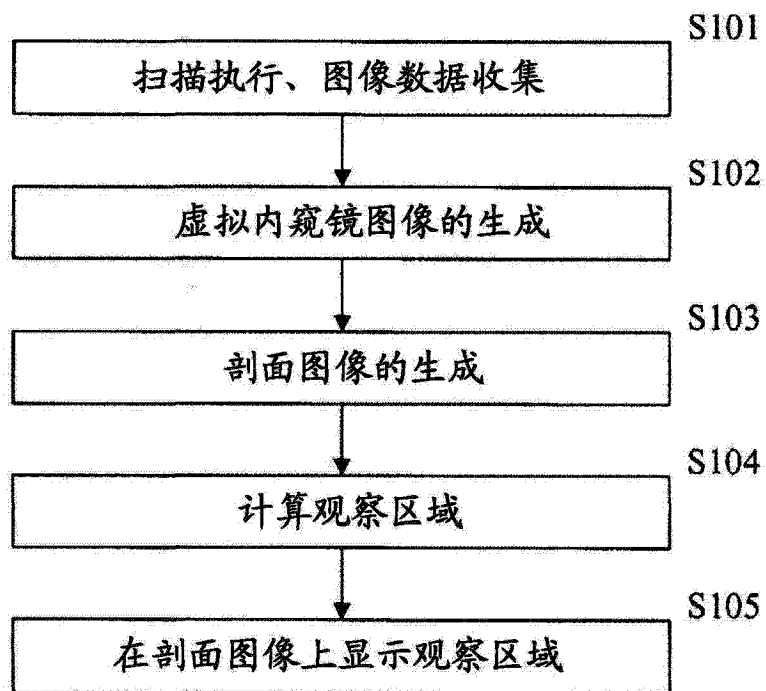 S101
扫描执行、图像数据收集
S102
虚拟内窥镜图像的生成
S103
剖面图像的生成
S104
计算观察区域
S105
在剖面图像上显示观察区域